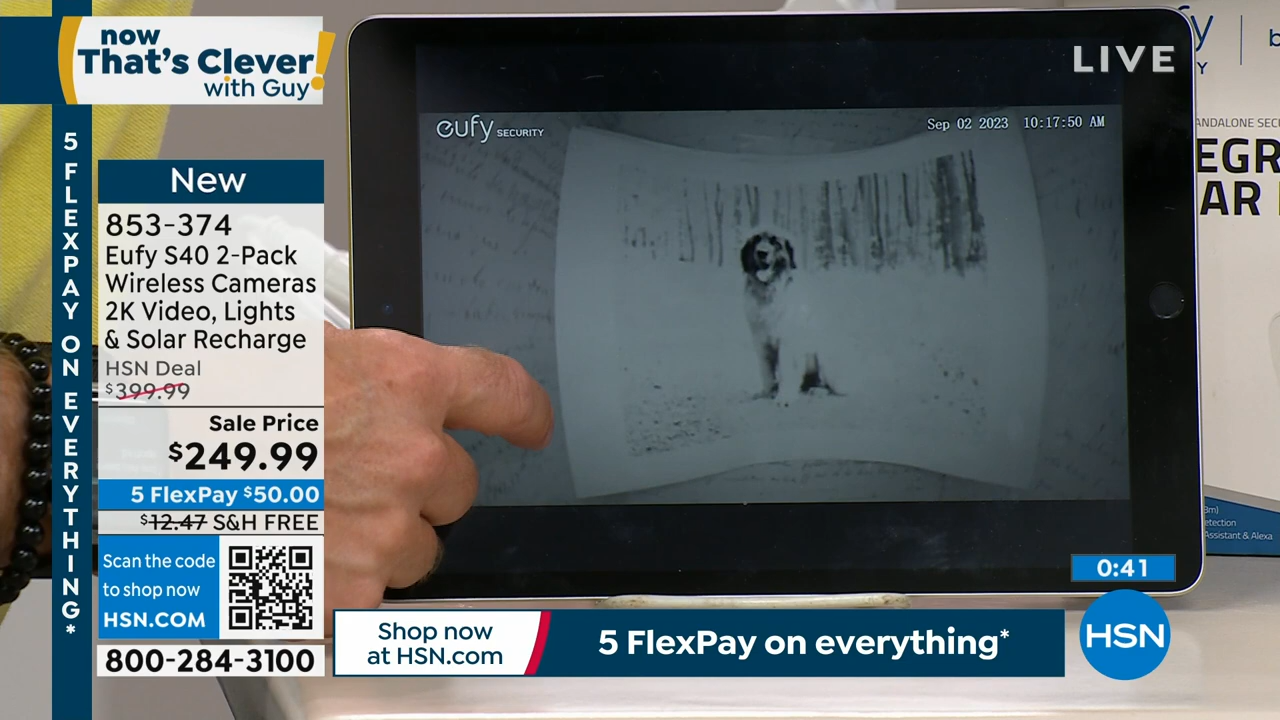 now
That's Clever!
with Guy
5 FLEXPAY ON EVERYTHING*
New
853-374
Eufy S40 2-Pack
Wireless Cameras
2K Video, Lights
& Solar Recharge
HSN Deal
$399.99
Sale Price
$249.99
5 FlexPay $50.00
$12.47 S&H FREE
Scan the code
to shop now
HSN.COM
800-284-3100
LIVE
eufy SECURITY
Sep 02 2023 10:17:50 AM
0:41
Shop now
at HSN.com
5 FlexPay on everything*
HSN
Assistant & Alexa